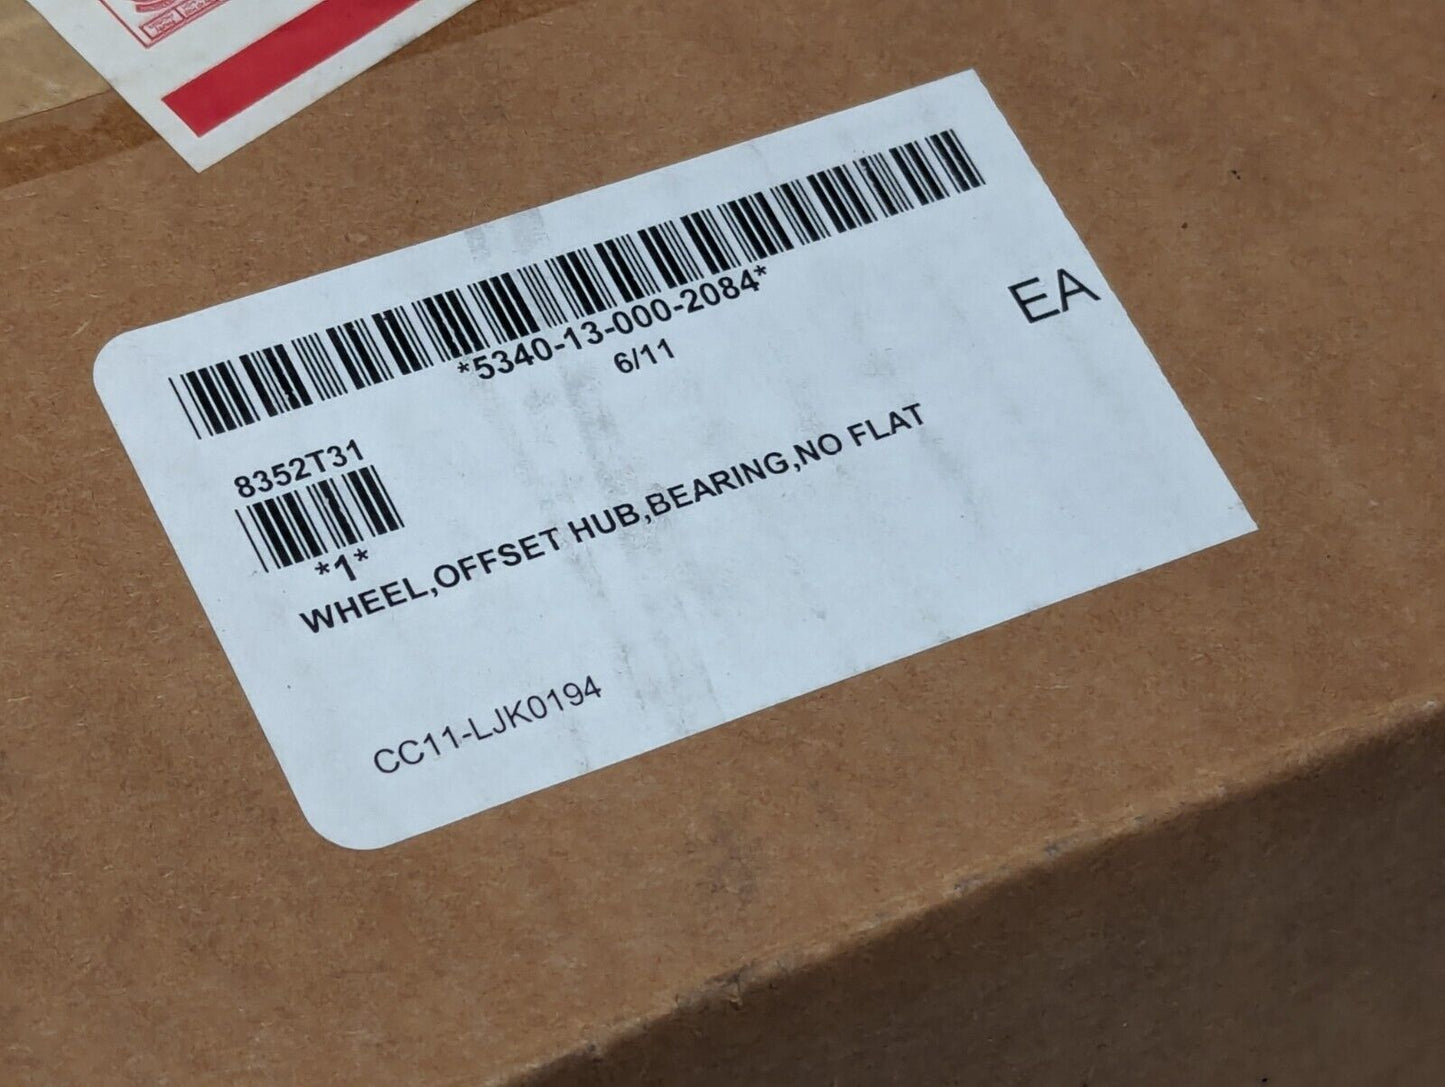 *5340-13-000-2084*
6/11
EA
8352T31
*1*
WHEEL,OFFSET HUB,BEARING,NO FLAT
CC11-LJK0194